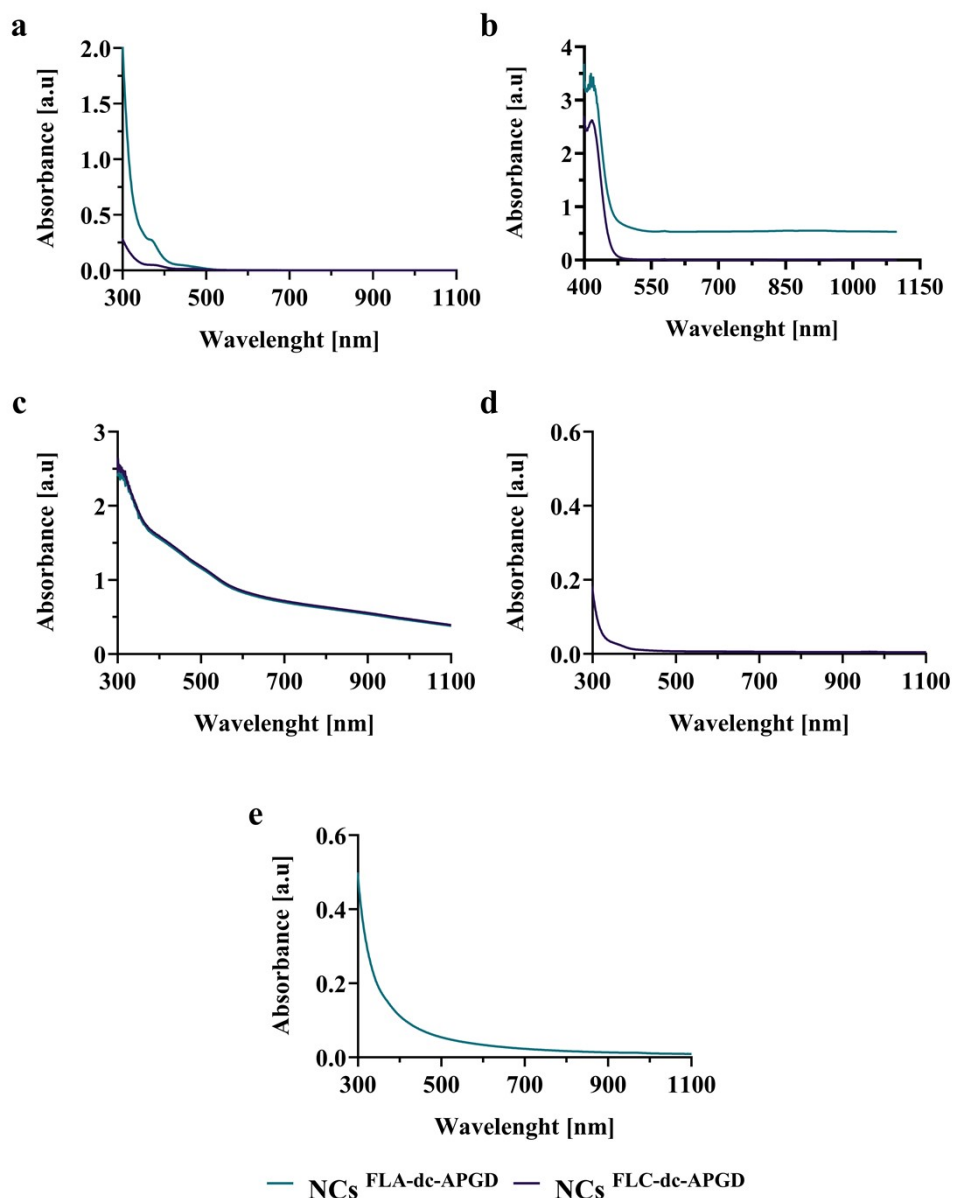 a
Absorbance [a.u]
2.0
1.5
1.0
0.5
0.0
300 500 700 900 1100
Wavelenght [nm]
b
Absorbance [a.u]
4
3
2
1
0
400 550 700 850 1000 1150
Wavelenght [nm]
c
Absorbance [a.u]
3
2
1
0
300 500 700 900 1100
Wavelenght [nm]
d
Absorbance [a.u]
0.6
0.4
0.2
0.0
300 500 700 900 1100
Wavelenght [nm]
e
Absorbance [a.u]
0.6
0.4
0.2
0.0
300 500 700 900 1100
Wavelenght [nm]
NCs FLA-dc-APGD NCs FLC-dc-APGD